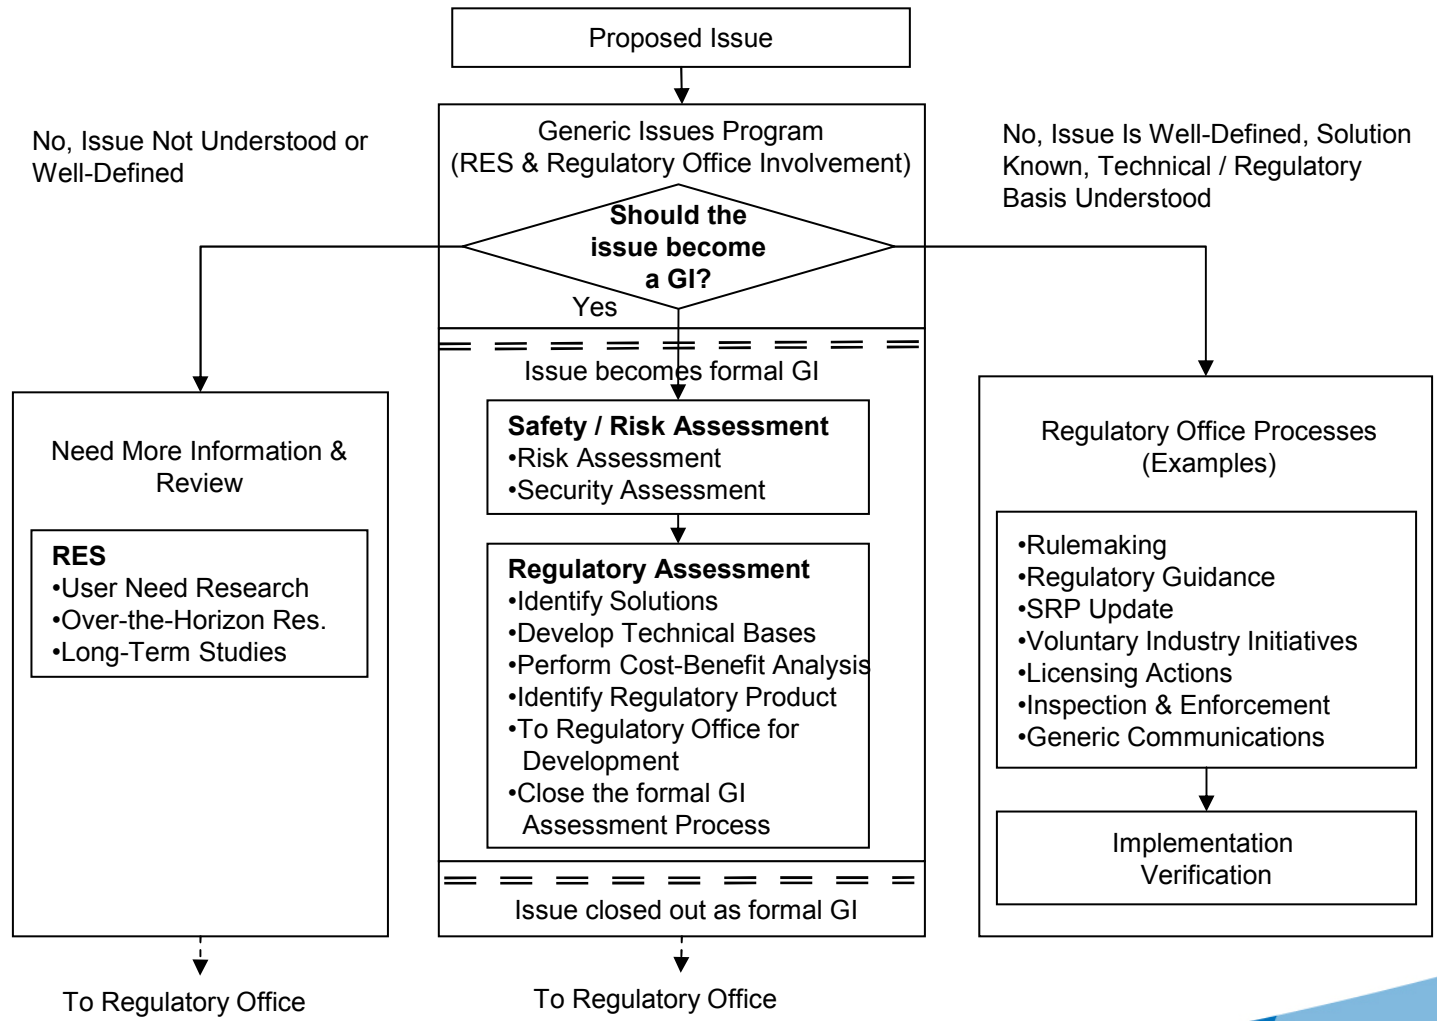 Proposed Issue
No, Issue Not Understood or
Well-Defined
Generic Issues Program
(RES & Regulatory Office Involvement)
No, Issue Is Well-Defined, Solution
Known, Technical / Regulatory
Basis Understood
Should the
issue become
a GI?
Yes
Issue becomes formal GI
Need More Information &
Review
RES
•User Need Research
•Over-the-Horizon Res.
•Long-Term Studies
To Regulatory Office
Safety / Risk Assessment
•Risk Assessment
•Security Assessment
Regulatory Assessment
•Identify Solutions
•Develop Technical Bases
•Perform Cost-Benefit Analysis
•Identify Regulatory Product
•To Regulatory Office for
Development
•Close the formal GI
Assessment Process
Issue closed out as formal GI
To Regulatory Office
Regulatory Office Processes
(Examples)
•Rulemaking
•Regulatory Guidance
•SRP Update
•Voluntary Industry Initiatives
•Licensing Actions
•Inspection & Enforcement
•Generic Communications
Implementation
Verification